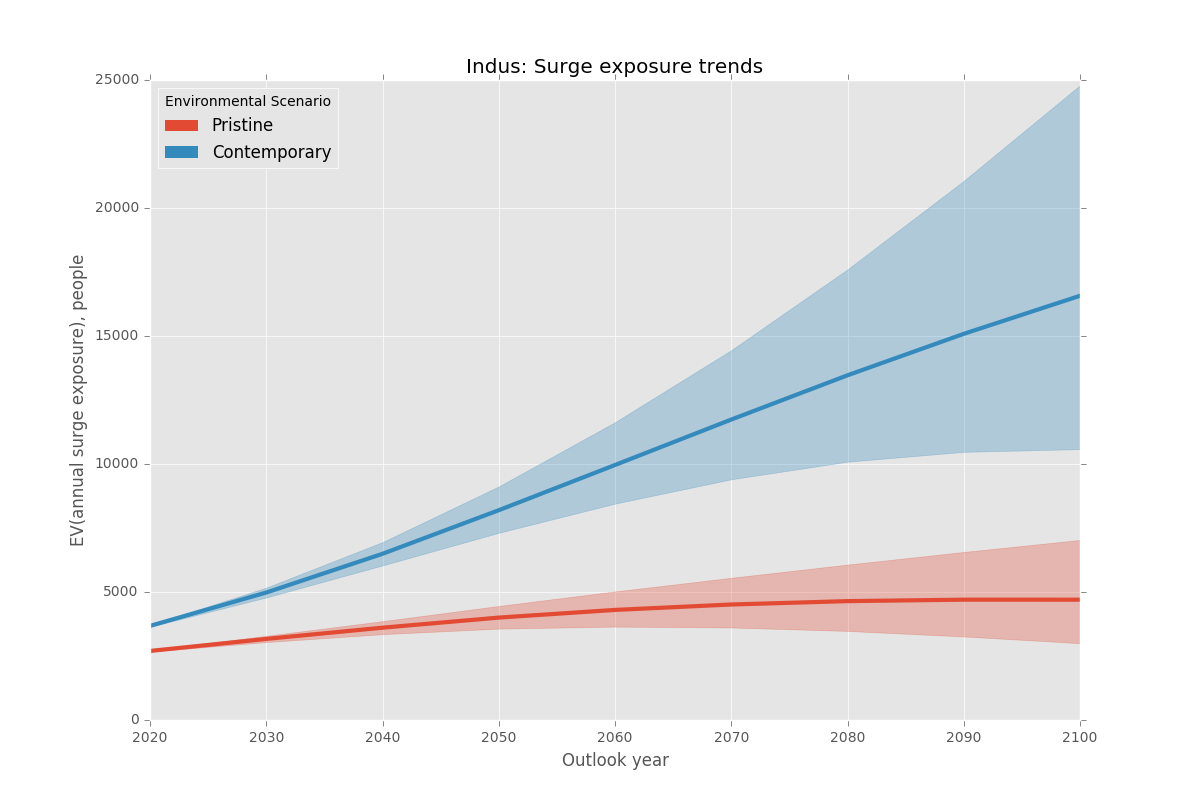 Indus: Surge exposure trends
Environmental Scenario
Pristine
Contemporary
EV(annual surge exposure), people
25000
20000
15000
10000
5000
0
2020 2030 2040 2050 2060 2070 2080 2090 2100
Outlook year